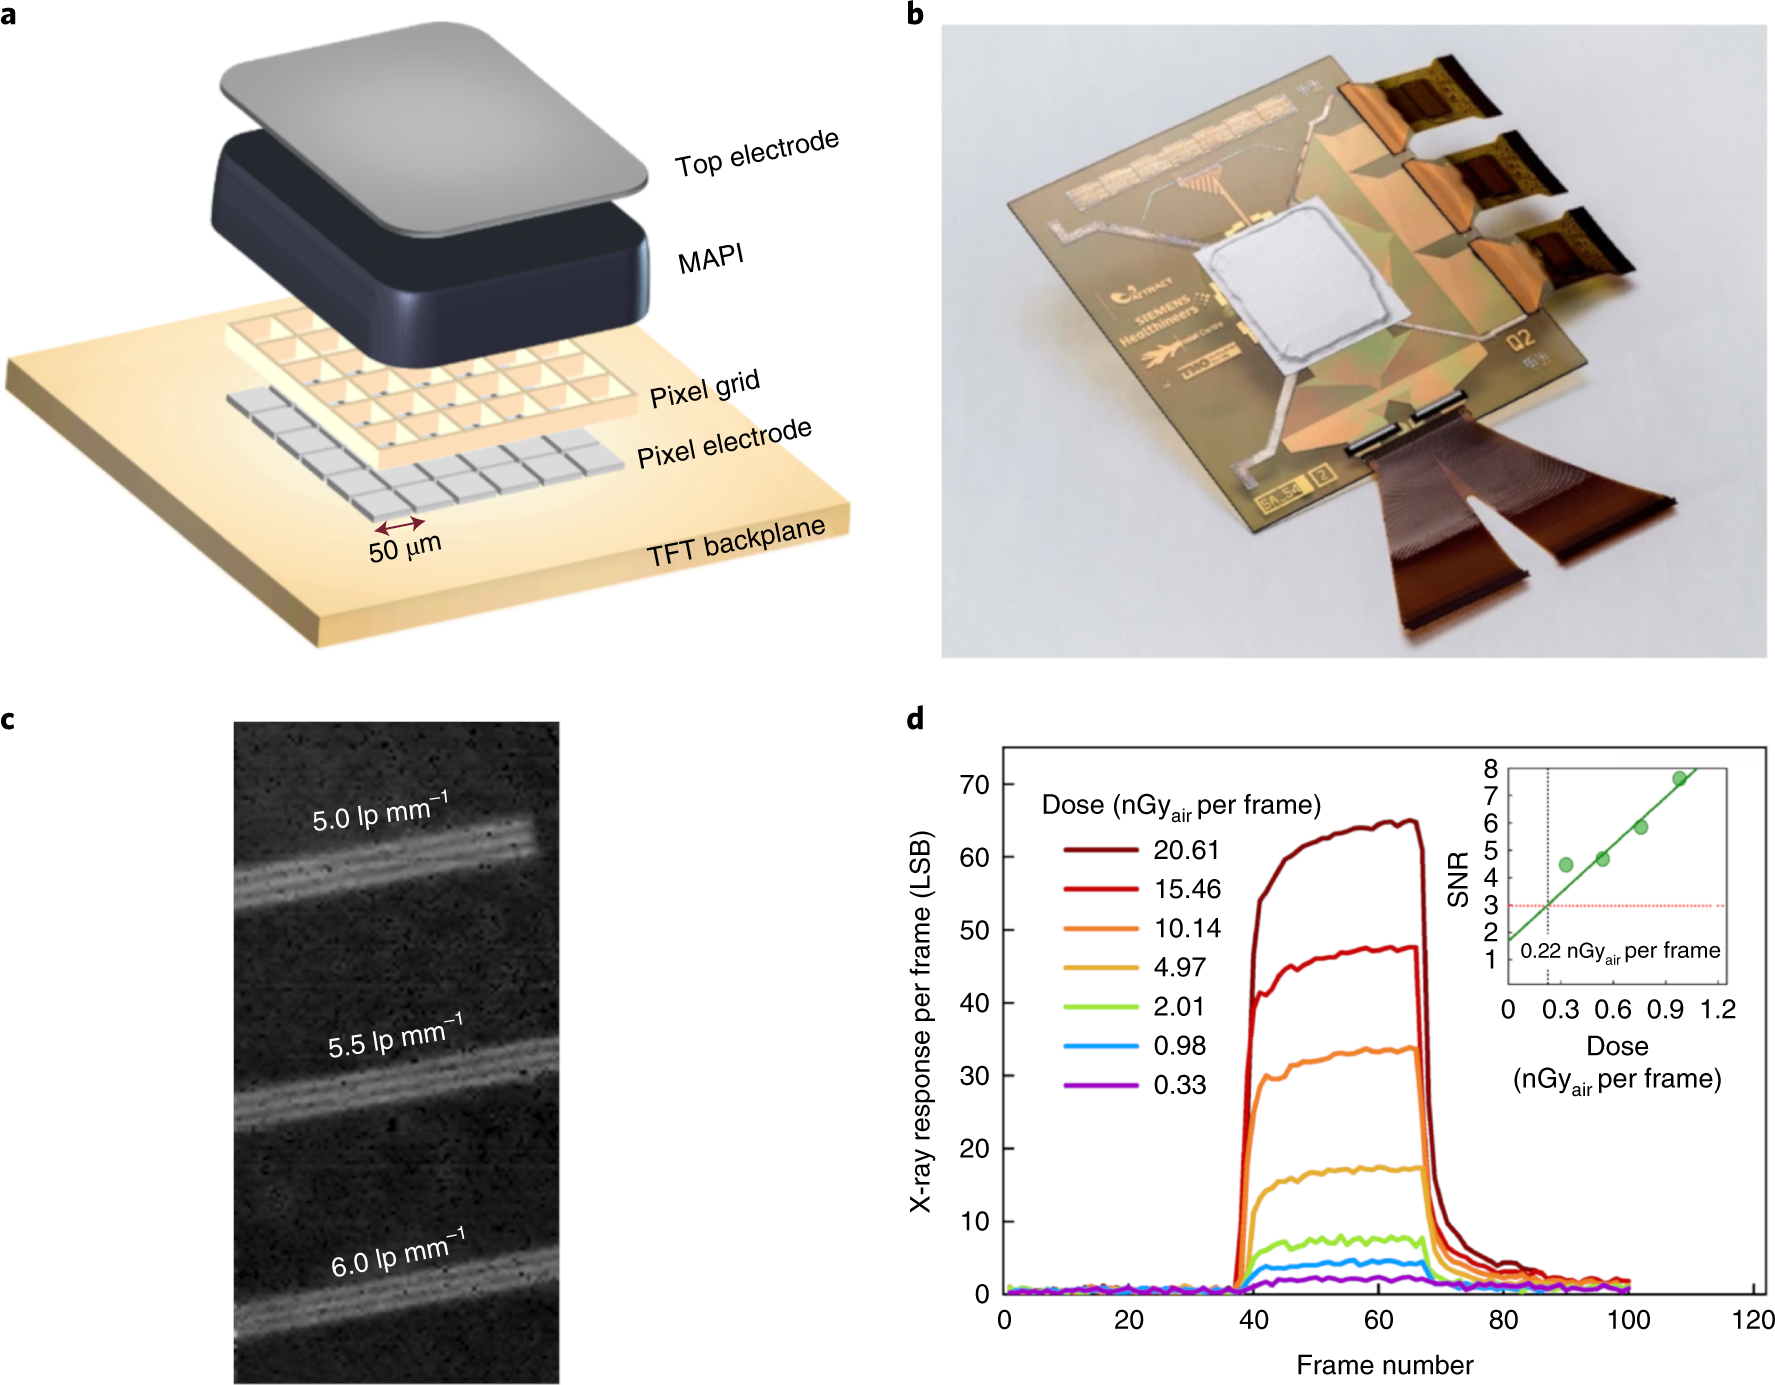 a
Top electrode
MAPI
Pixel grid
Pixel electrode
50 μm
TFT backplane
b
ATTRACT
SIEMENS
Healthineers
Q2
SA_S4 2
c
5.0 lp mm⁻¹
5.5 lp mm⁻¹
6.0 lp mm⁻¹
d
X-ray response per frame (LSB)
70
60
50
40
30
20
10
0
Dose (nGyair per frame)
20.61
15.46
10.14
4.97
2.01
0.98
0.33
0 20 40 60 80 100 120
Frame number
SNR
8
7
6
5
4
3
2
1
0.22 nGyair per frame
0 0.3 0.6 0.9 1.2
Dose
(nGyair per frame)